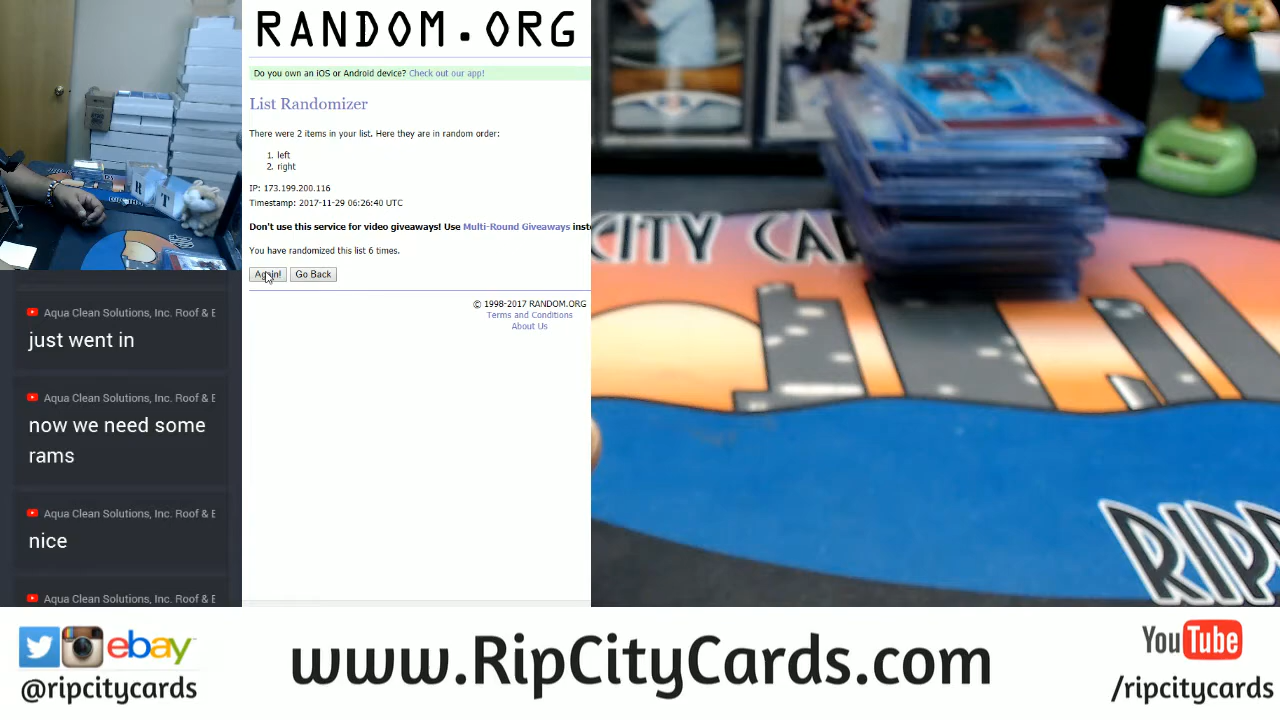 RANDOM.ORG
Do you own an iOS or Android device? Check out our app!
List Randomizer
There were 2 items in your list. Here they are in random order:
1. left
2. right
IP: 173.199.200.116
Timestamp: 2017-11-29 06:26:40 UTC
Don't use this service for video giveaways! Use Multi-Round Giveaways inst
You have randomized this list 6 times.
Again! Go Back
© 1998-2017 RANDOM.ORG
Terms and Conditions
About Us
Aqua Clean Solutions, Inc. Roof & E
just went in
Aqua Clean Solutions, Inc. Roof & E
now we need some
rams
Aqua Clean Solutions, Inc. Roof & E
nice
Aqua Clean Solutions, Inc. Roof & E
CITY CA
RIP
ebay
@ripcitycards
www.RipCityCards.com
YouTube
/ripcitycards